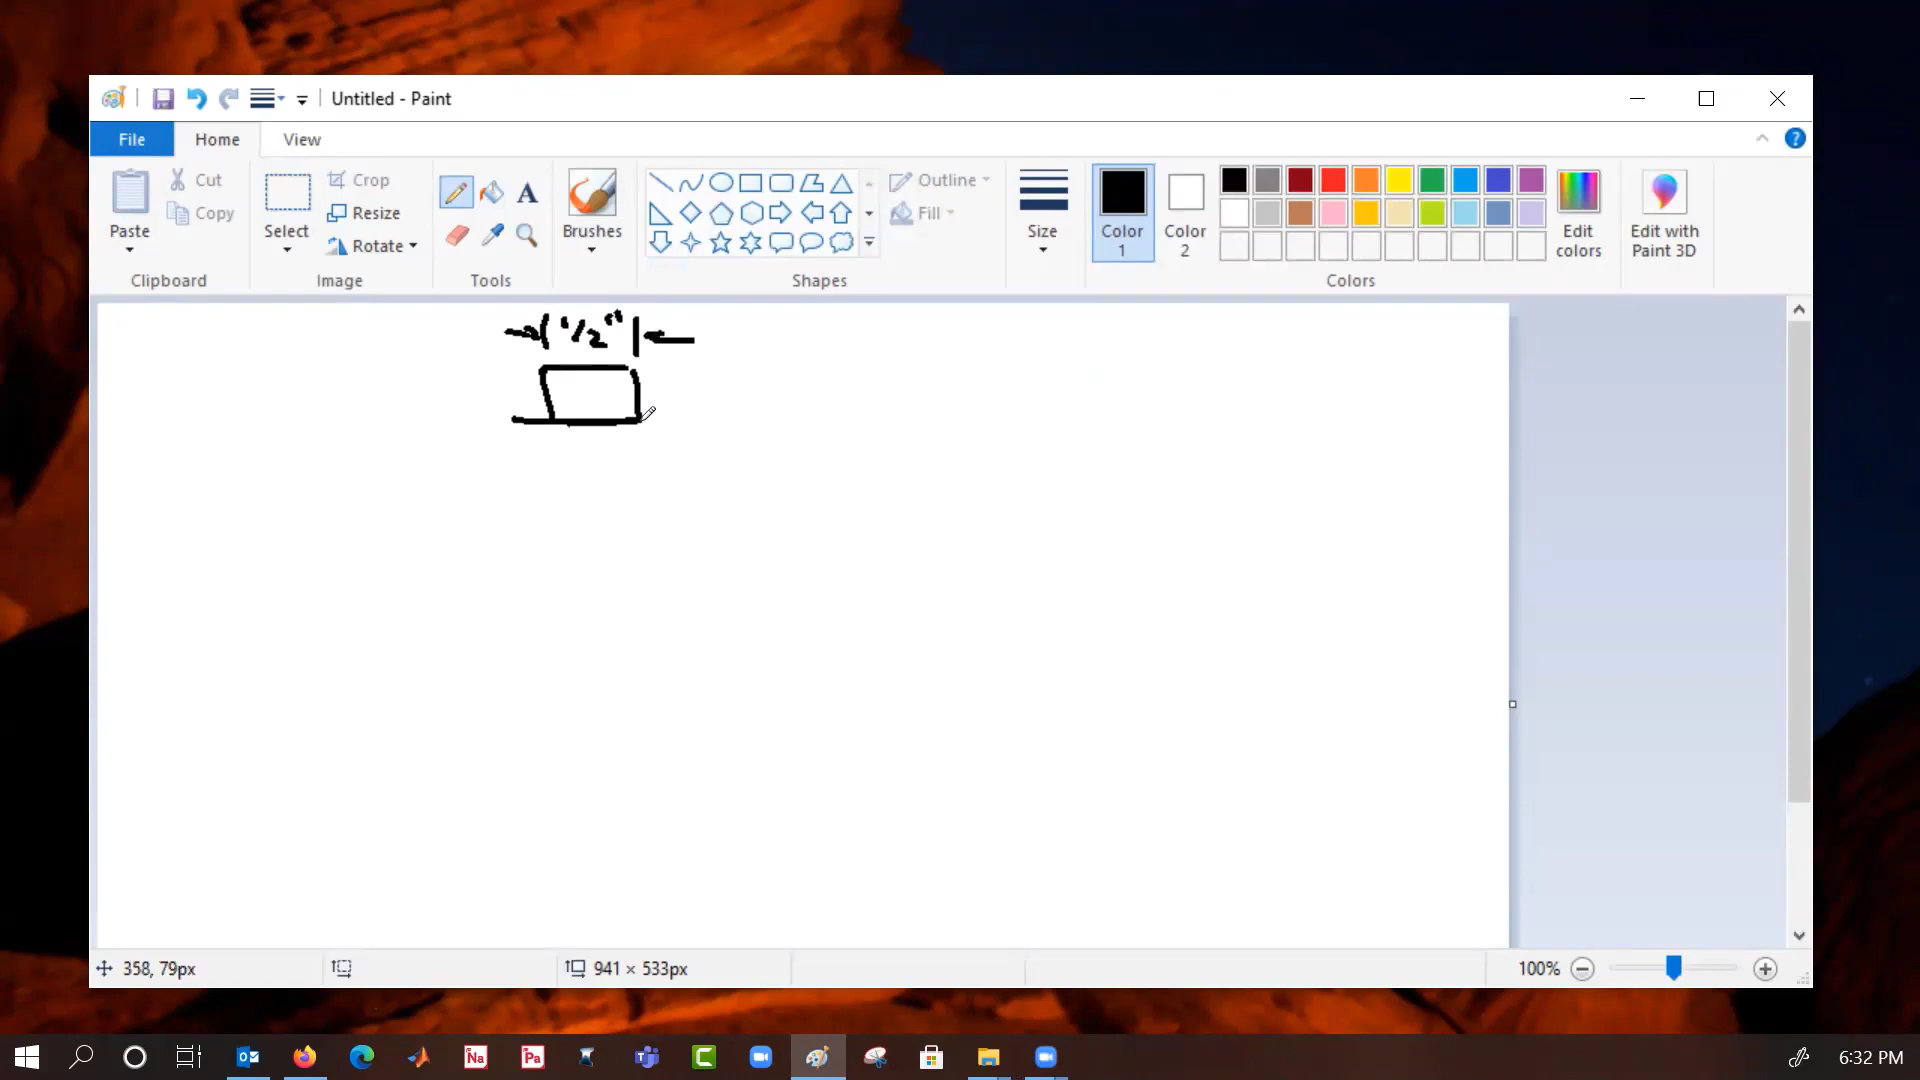 Untitled - Paint
File Home View ?
Paste
Cut
Copy
Clipboard
Select
Crop
Resize
Rotate
Image
A
Tools
Brushes
Shapes
Outline
Fill
Size
Color 1
Color 2
Colors
Edit colors
Edit with Paint 3D
1/2"
358, 79px
941 × 533px
100%
Na
Pa
C
6:32 PM